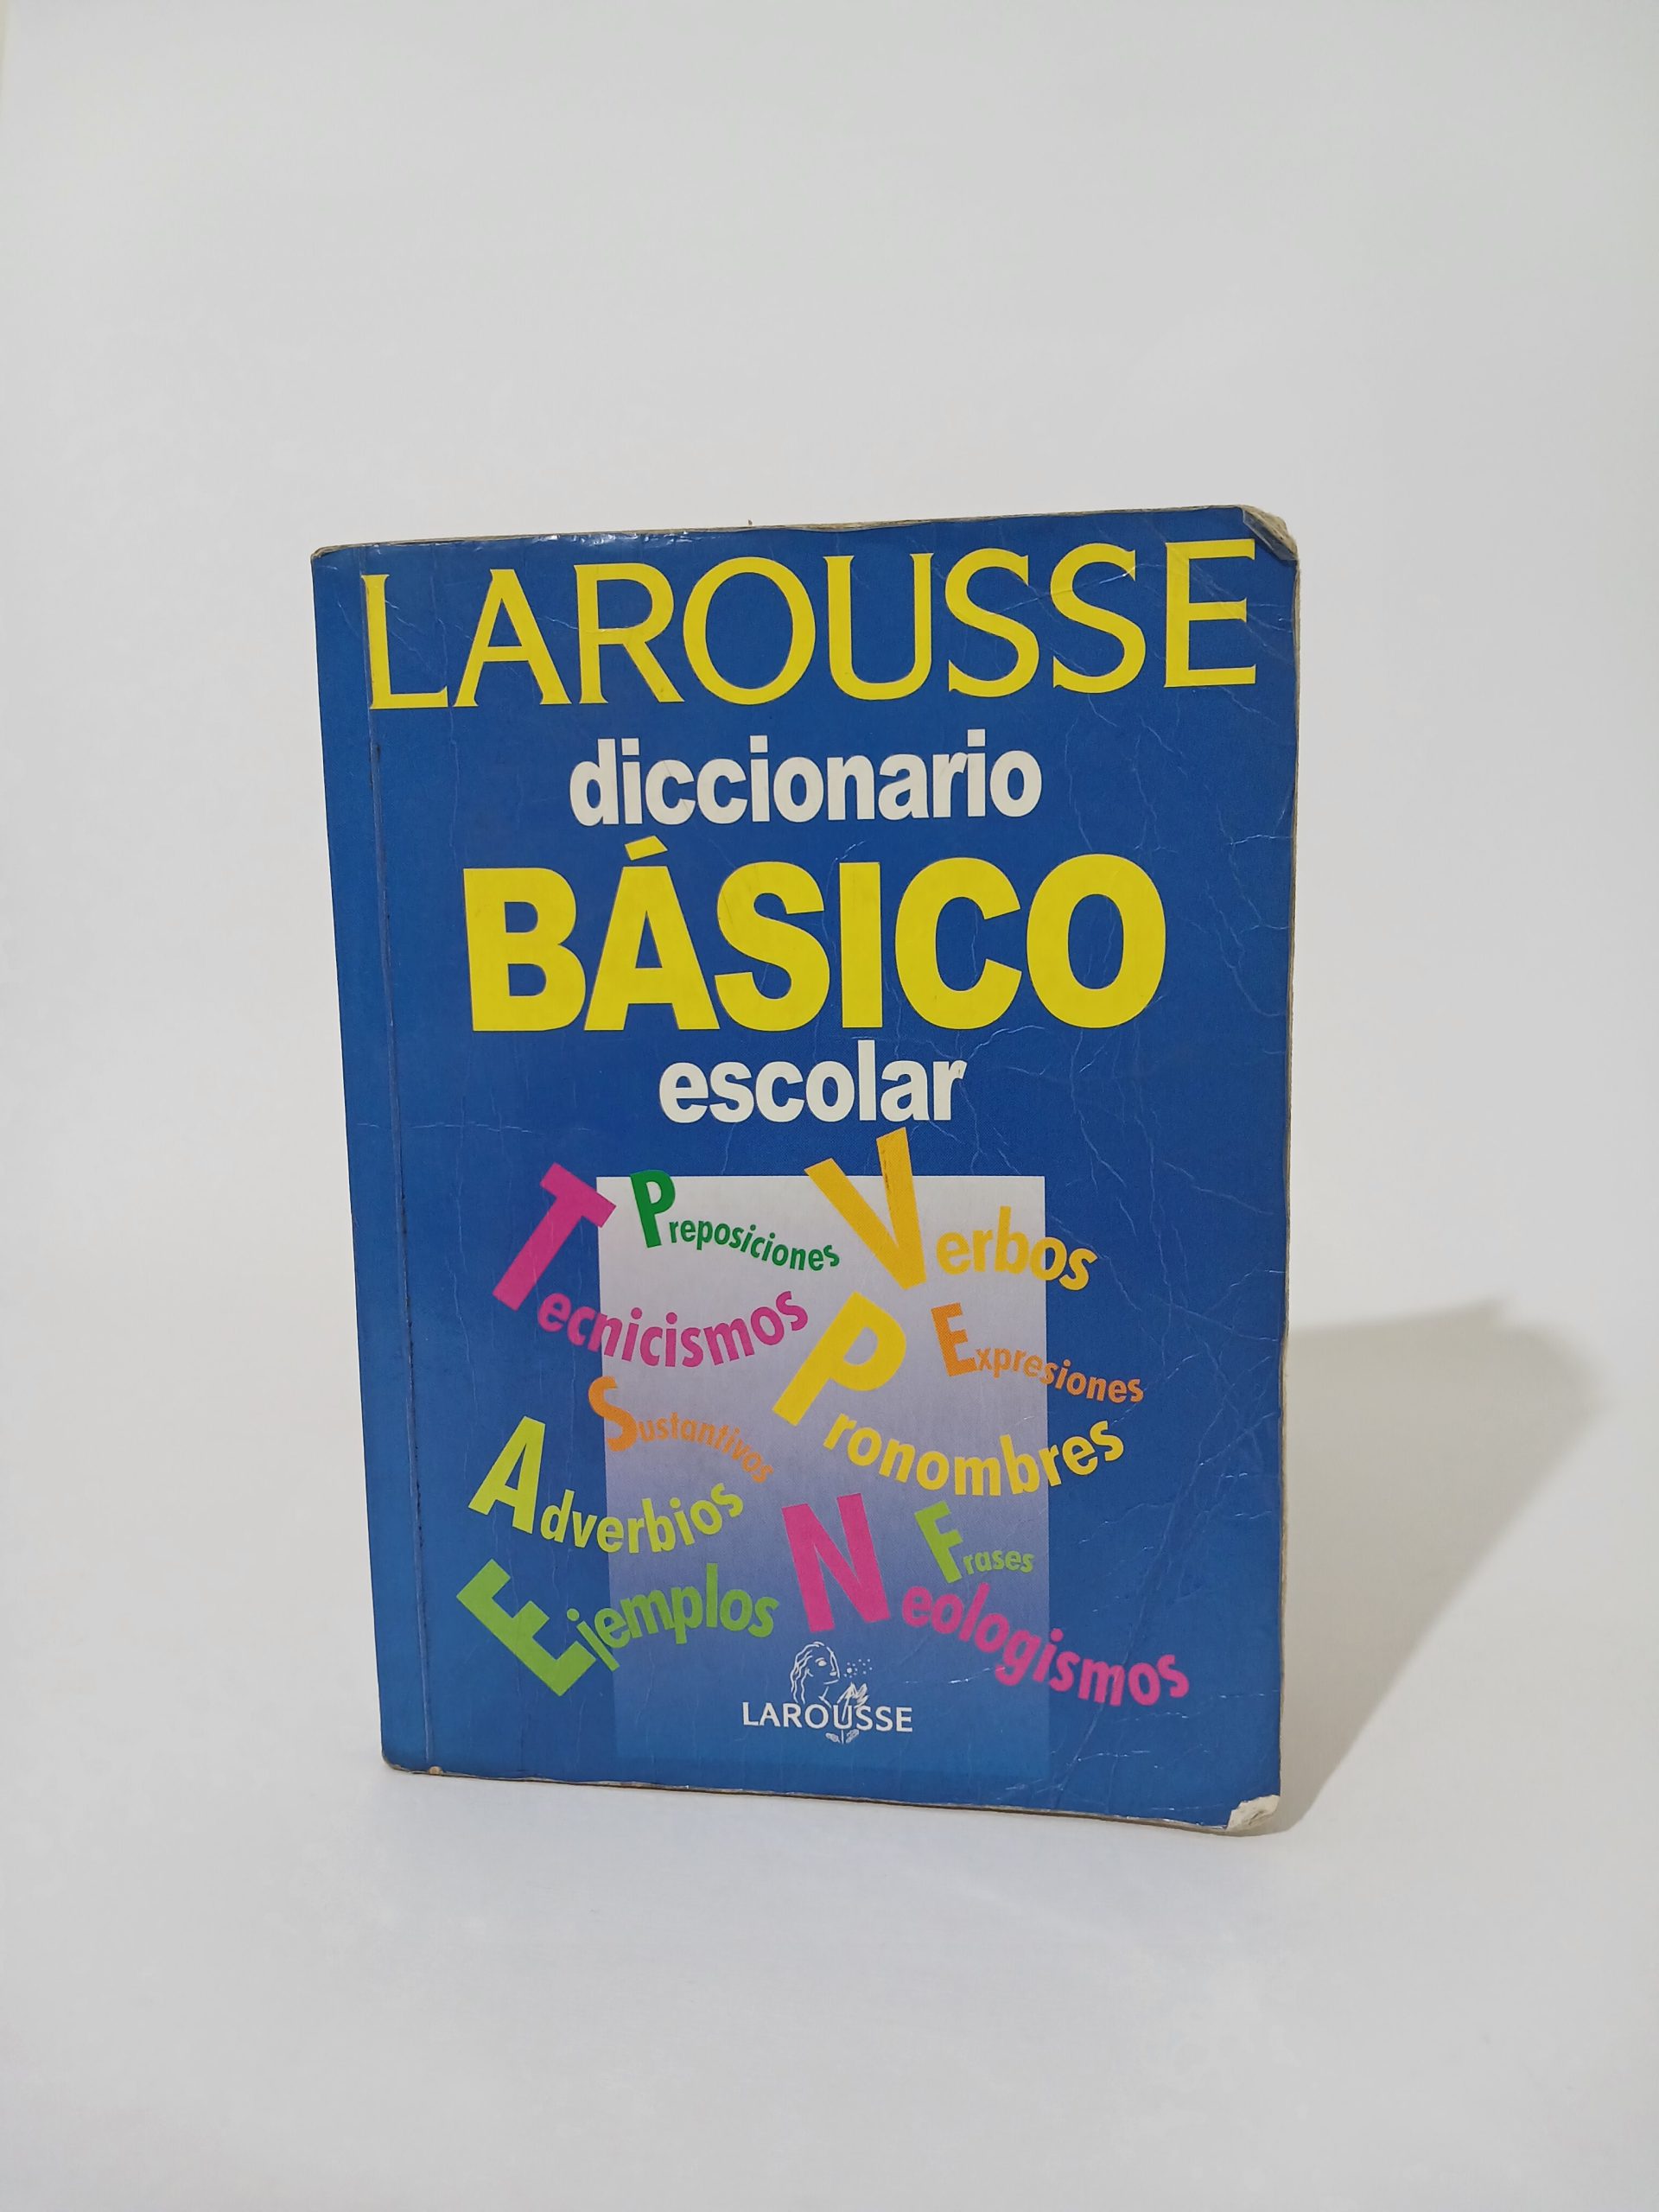 LAROUSSE
diccionario
BÁSICO
escolar
Preposiciones
Verbos
Tecnicismos
Expresiones
Sustantivos
Pronombres
Adverbios
Frases
Ejemplos
Neologismos
LAROUSSE